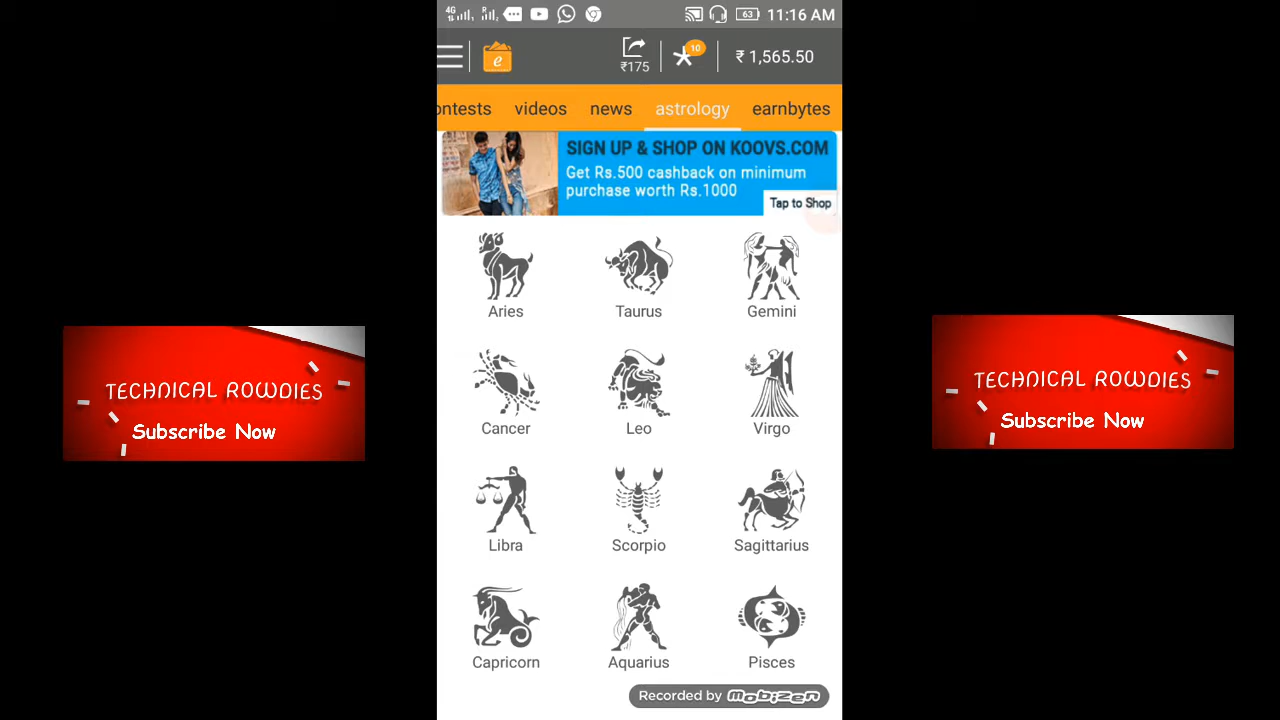 4G
R
63
11:16 AM
e
₹175
10
₹ 1,565.50
ontests videos news astrology earnbytes
SIGN UP & SHOP ON KOOVS.COM
Get Rs.500 cashback on minimum
purchase worth Rs.1000
Tap to Shop
Aries Taurus Gemini
Cancer Leo Virgo
Libra Scorpio Sagittarius
Capricorn Aquarius Pisces
Recorded by mobizen
TECHNICAL ROWDIES
Subscribe Now
TECHNICAL ROWDIES
Subscribe Now